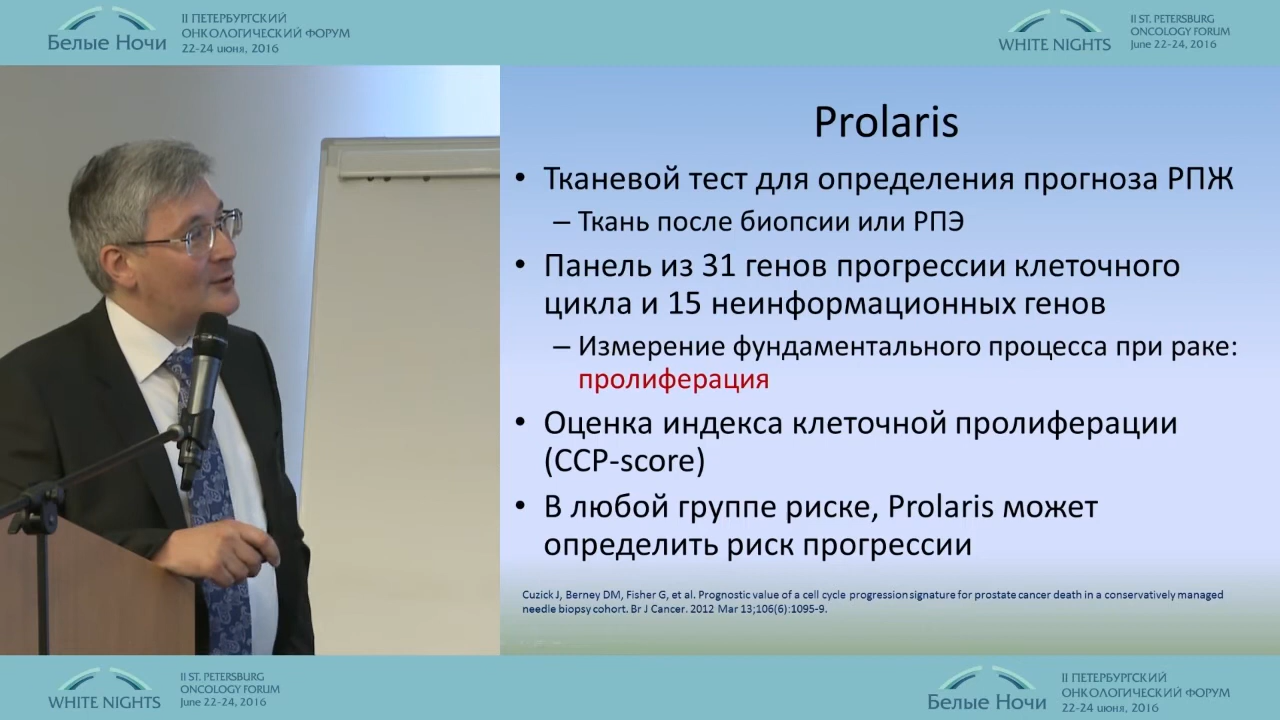 Белые Ночи
II ПЕТЕРБУРГСКИЙ
ОНКОЛОГИЧЕСКИЙ ФОРУМ
22-24 июня, 2016
WHITE NIGHTS
II ST. PETERSBURG
ONCOLOGY FORUM
June 22-24, 2016
Prolaris
• Тканевой тест для определения прогноза РПЖ
– Ткань после биопсии или РПЭ
• Панель из 31 генов прогрессии клеточного
цикла и 15 неинформационных генов
– Измерение фундаментального процесса при раке:
пролиферация
• Оценка индекса клеточной пролиферации
(CCP-score)
• В любой группе риске, Prolaris может
определить риск прогрессии
Cuzick J, Berney DM, Fisher G, et al. Prognostic value of a cell cycle progression signature for prostate cancer death in a conservatively managed
needle biopsy cohort. Br J Cancer. 2012 Mar 13;106(6):1095-9.
WHITE NIGHTS
II ST. PETERSBURG
ONCOLOGY FORUM
June 22-24, 2016
Белые Ночи
II ПЕТЕРБУРГСКИЙ
ОНКОЛОГИЧЕСКИЙ ФОРУМ
22-24 июня, 2016